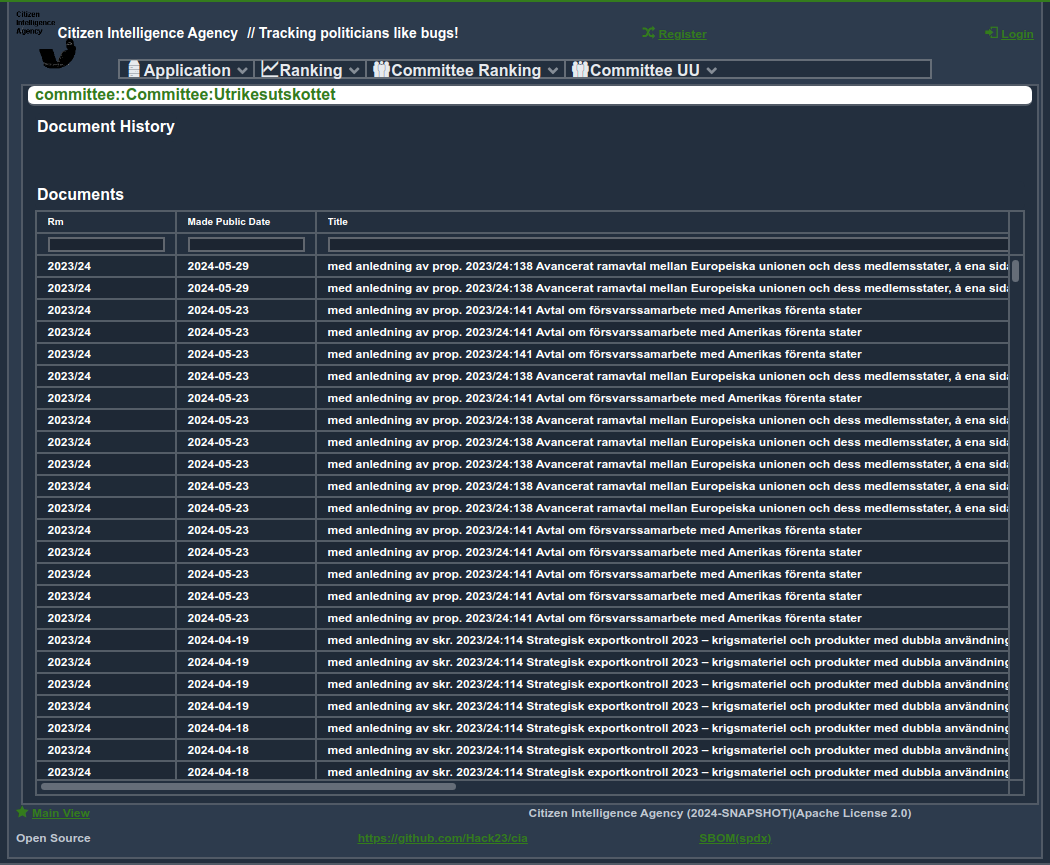 Citizen
Intelligence
Agency
Citizen Intelligence Agency // Tracking politicians like bugs!
Register
Login
Application Ranking Committee Ranking Committee UU
committee::Committee:Utrikesutskottet
Document History
Documents
Rm Made Public Date Title
2023/24 2024-05-29 med anledning av prop. 2023/24:138 Avancerat ramavtal mellan Europeiska unionen och dess medlemsstater, å ena sida
2023/24 2024-05-29 med anledning av prop. 2023/24:138 Avancerat ramavtal mellan Europeiska unionen och dess medlemsstater, å ena sida
2023/24 2024-05-23 med anledning av prop. 2023/24:141 Avtal om försvarssamarbete med Amerikas förenta stater
2023/24 2024-05-23 med anledning av prop. 2023/24:141 Avtal om försvarssamarbete med Amerikas förenta stater
2023/24 2024-05-23 med anledning av prop. 2023/24:141 Avtal om försvarssamarbete med Amerikas förenta stater
2023/24 2024-05-23 med anledning av prop. 2023/24:138 Avancerat ramavtal mellan Europeiska unionen och dess medlemsstater, å ena sida
2023/24 2024-05-23 med anledning av prop. 2023/24:141 Avtal om försvarssamarbete med Amerikas förenta stater
2023/24 2024-05-23 med anledning av prop. 2023/24:138 Avancerat ramavtal mellan Europeiska unionen och dess medlemsstater, å ena sida
2023/24 2024-05-23 med anledning av prop. 2023/24:138 Avancerat ramavtal mellan Europeiska unionen och dess medlemsstater, å ena sida
2023/24 2024-05-23 med anledning av prop. 2023/24:138 Avancerat ramavtal mellan Europeiska unionen och dess medlemsstater, å ena sida
2023/24 2024-05-23 med anledning av prop. 2023/24:138 Avancerat ramavtal mellan Europeiska unionen och dess medlemsstater, å ena sida
2023/24 2024-05-23 med anledning av prop. 2023/24:138 Avancerat ramavtal mellan Europeiska unionen och dess medlemsstater, å ena sida
2023/24 2024-05-23 med anledning av prop. 2023/24:141 Avtal om försvarssamarbete med Amerikas förenta stater
2023/24 2024-05-23 med anledning av prop. 2023/24:141 Avtal om försvarssamarbete med Amerikas förenta stater
2023/24 2024-05-23 med anledning av prop. 2023/24:141 Avtal om försvarssamarbete med Amerikas förenta stater
2023/24 2024-05-23 med anledning av prop. 2023/24:141 Avtal om försvarssamarbete med Amerikas förenta stater
2023/24 2024-05-23 med anledning av prop. 2023/24:141 Avtal om försvarssamarbete med Amerikas förenta stater
2023/24 2024-04-19 med anledning av skr. 2023/24:114 Strategisk exportkontroll 2023 – krigsmateriel och produkter med dubbla användning
2023/24 2024-04-19 med anledning av skr. 2023/24:114 Strategisk exportkontroll 2023 – krigsmateriel och produkter med dubbla användning
2023/24 2024-04-19 med anledning av skr. 2023/24:114 Strategisk exportkontroll 2023 – krigsmateriel och produkter med dubbla användning
2023/24 2024-04-19 med anledning av skr. 2023/24:114 Strategisk exportkontroll 2023 – krigsmateriel och produkter med dubbla användning
2023/24 2024-04-18 med anledning av skr. 2023/24:114 Strategisk exportkontroll 2023 – krigsmateriel och produkter med dubbla användning
2023/24 2024-04-18 med anledning av skr. 2023/24:114 Strategisk exportkontroll 2023 – krigsmateriel och produkter med dubbla användning
2023/24 2024-04-18 med anledning av skr. 2023/24:114 Strategisk exportkontroll 2023 – krigsmateriel och produkter med dubbla användning
Main View Citizen Intelligence Agency (2024-SNAPSHOT)(Apache License 2.0)
Open Source https://github.com/Hack23/cia SBOM(spdx)